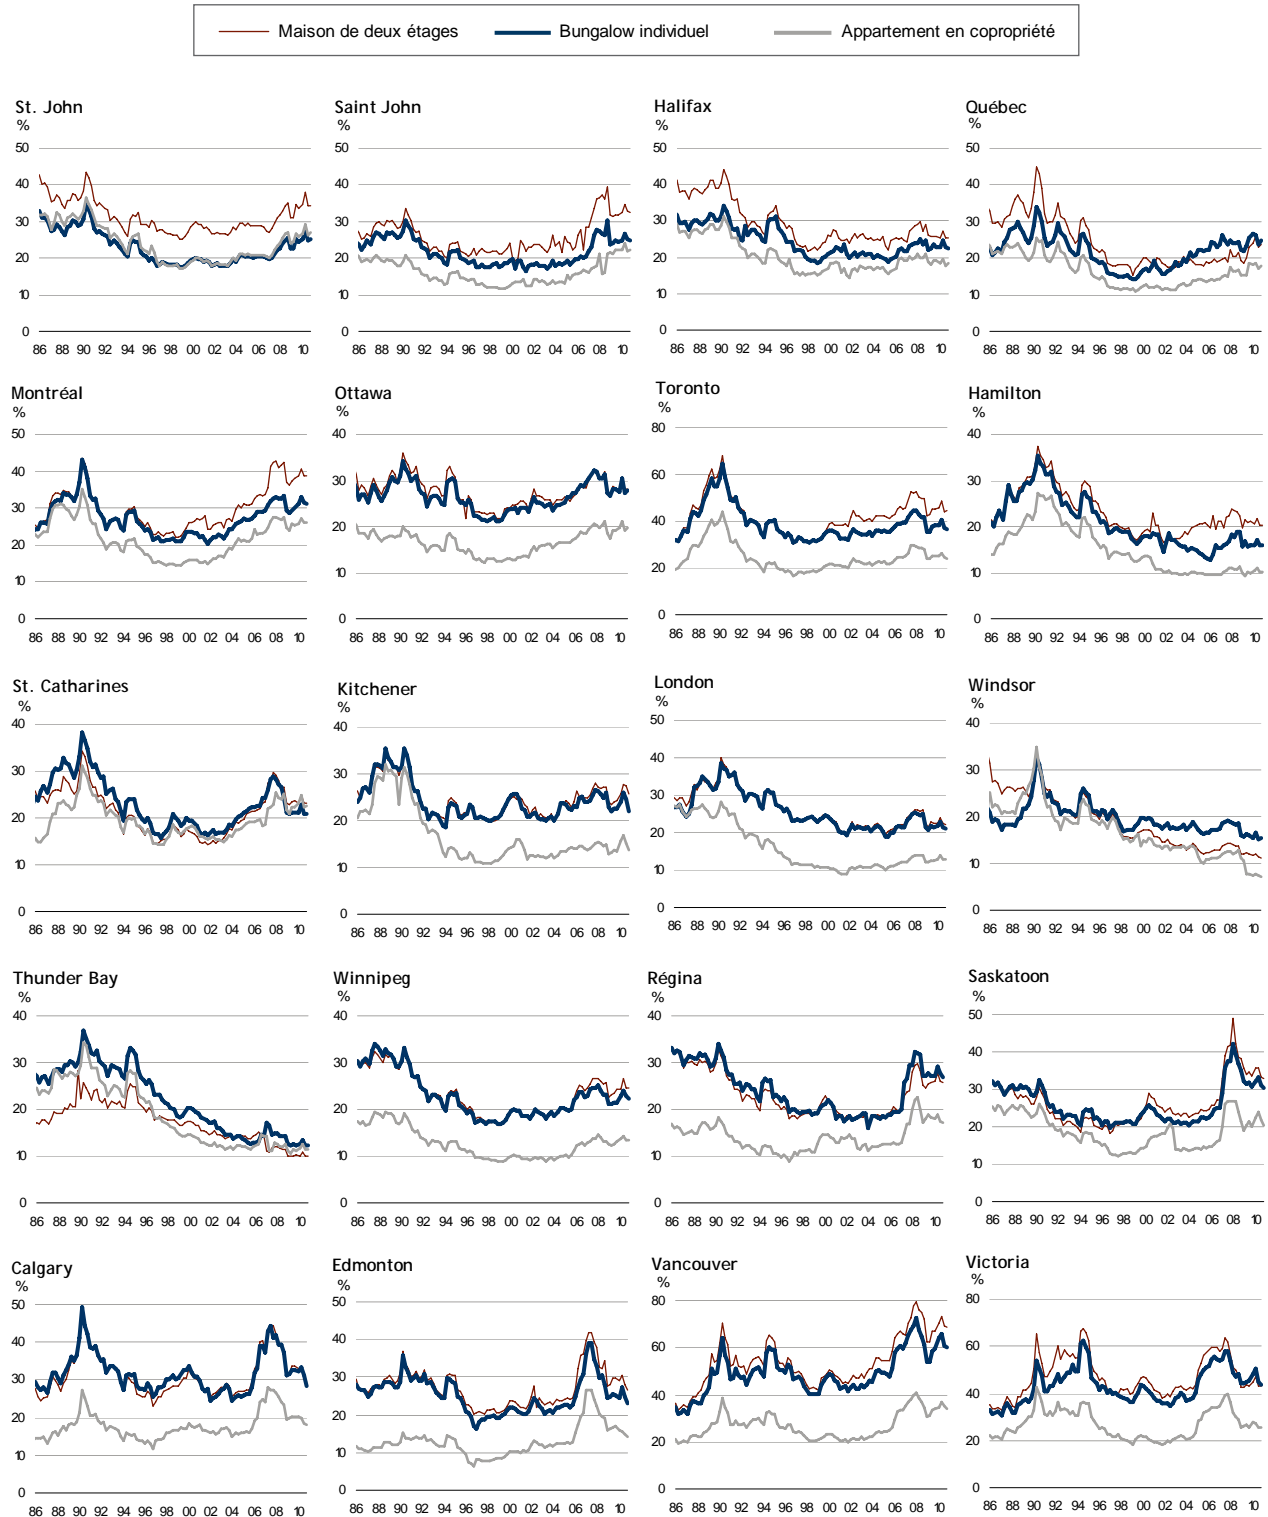 Maison de deux étages Bungalow individuel Appartement en copropriété
St. John Saint John Halifax Québec
% % % %
50 50 50 50
40 40 40 40
30 30 30 30
20 20 20 20
10 10 10 10
0 0 0 0
86 88 90 92 94 96 98 00 02 04 06 08 10 86 88 90 92 94 96 98 00 02 04 06 08 10 86 88 90 92 94 96 98 00 02 04 06 08 10 86 88 90 92 94 96 98 00 02 04 06 08 10
Montréal Ottawa Toronto Hamilton
% % % %
50 40 80 40
40 30 60 30
30 20 40 20
20 10 20 10
10 0 0 0
0
86 88 90 92 94 96 98 00 02 04 06 08 10 86 88 90 92 94 96 98 00 02 04 06 08 10 86 88 90 92 94 96 98 00 02 04 06 08 10 86 88 90 92 94 96 98 00 02 04 06 08 10
St. Catharines Kitchener London Windsor
% % % %
40 40 50 40
30 30 40 30
20 20 30 20
10 10 20 10
0 0 10 0
0
86 88 90 92 94 96 98 00 02 04 06 08 10 86 88 90 92 94 96 98 00 02 04 06 08 10 86 88 90 92 94 96 98 00 02 04 06 08 10 86 88 90 92 94 96 98 00 02 04 06 08 10
Thunder Bay Winnipeg Régina Saskatoon
% % % %
40 40 40 50
30 30 30 40
20 20 20 30
10 10 10 20
0 0 0 10
0
86 88 90 92 94 96 98 00 02 04 06 08 10 86 88 90 92 94 96 98 00 02 04 06 08 10 86 88 90 92 94 96 98 00 02 04 06 08 10 86 88 90 92 94 96 98 00 02 04 06 08 10
Calgary Edmonton Vancouver Victoria
% % % %
50 50 80 80
40 40 60 60
30 30 40 40
20 20 20 20
10 10 0 0
0 0
86 88 90 92 94 96 98 00 02 04 06 08 10 86 88 90 92 94 96 98 00 02 04 06 08 10 86 88 90 92 94 96 98 00 02 04 06 08 10 86 88 90 92 94 96 98 00 02 04 06 08 10